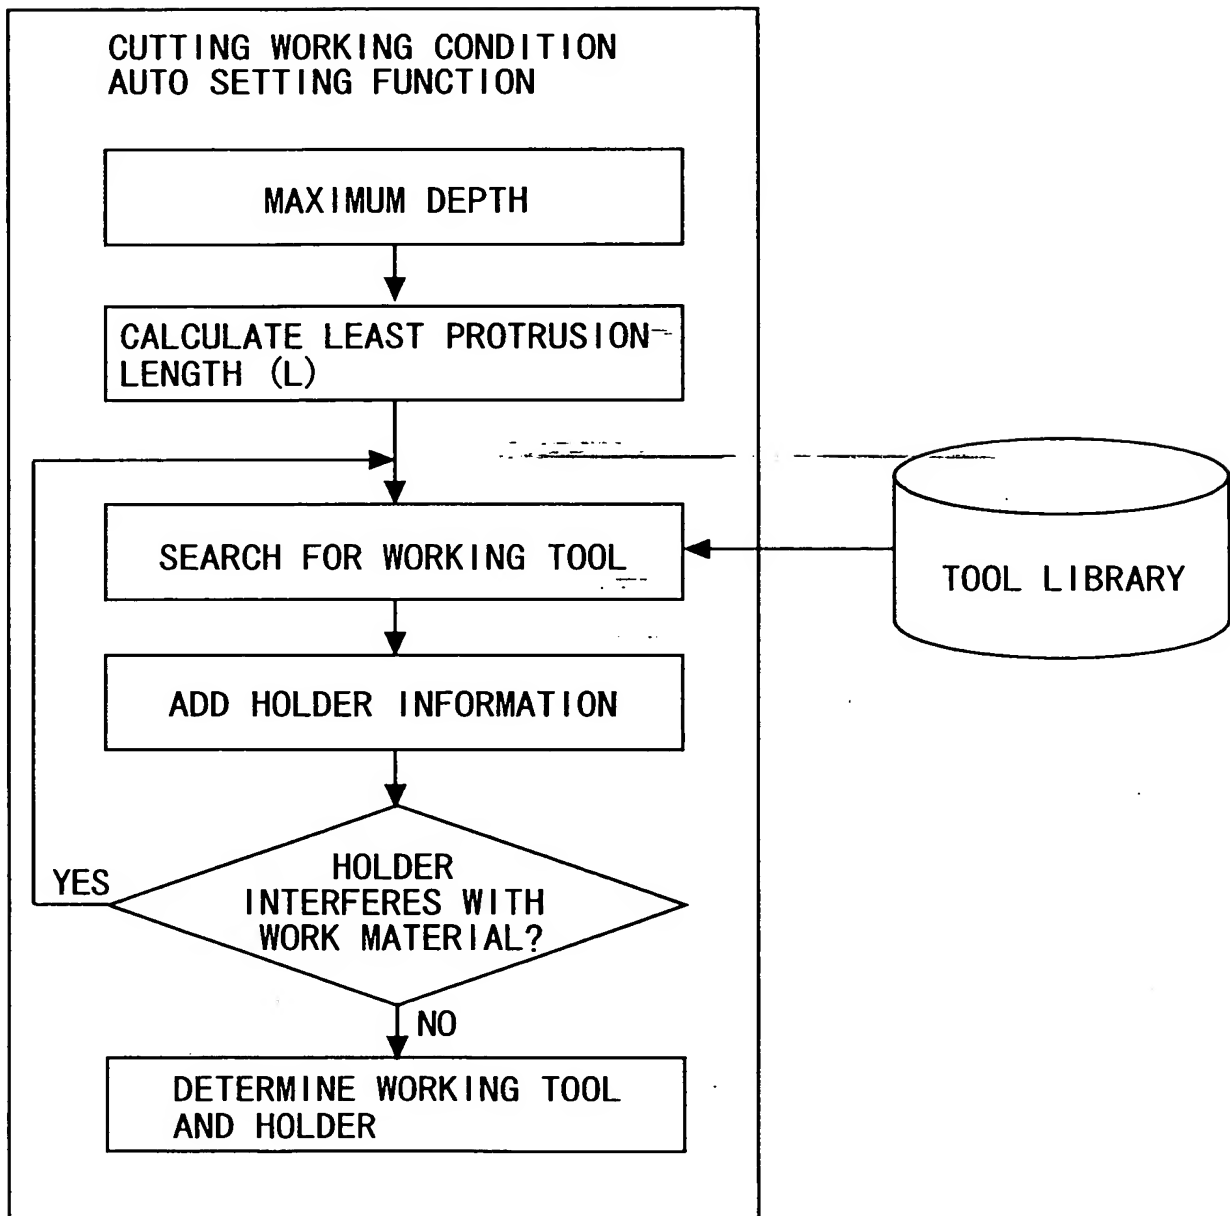 CUTTING WORKING CONDITION
AUTO SETTING FUNCTION
MAXIMUM DEPTH
CALCULATE LEAST PROTRUSION
LENGTH (L)
SEARCH FOR WORKING TOOL
TOOL LIBRARY
ADD HOLDER INFORMATION
HOLDER
INTERFERES WITH
WORK MATERIAL?
YES
NO
DETERMINE WORKING TOOL
AND HOLDER